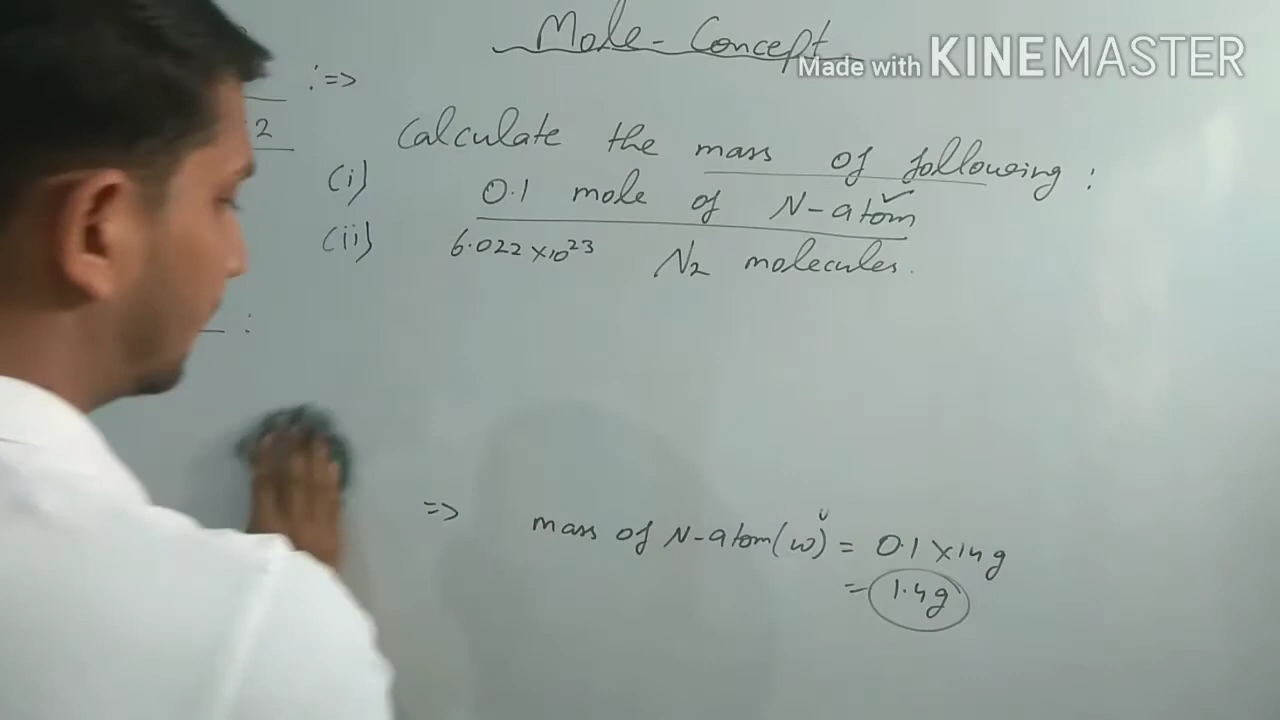 Mole-Concept
Made with KINEMASTER
:=>
2
Calculate the mass of following:
(i) 0.1 mole of N-atom
(ii) 6.022×10²³ N₂ molecules.
:
=> mass of N-atom(w) = 0.1 × 14g
= 1.4g